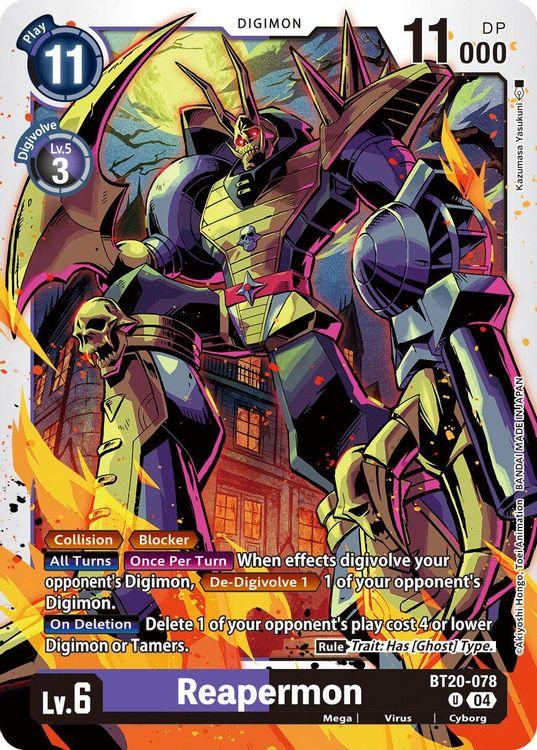 DIGIMON
Play
11
11000
DP
Digivolve
Lv.5
3
Kazumasa Yasukuni
Collision Blocker
All Turns Once Per Turn When effects digivolve your
opponent's Digimon, De-Digivolve 1 1 of your opponent's
Digimon.
On Deletion Delete 1 of your opponent's play cost 4 or lower
Digimon or Tamers.
Rule Trait: Has [Ghost] Type.
©Akiyoshi Hongo, Toei Animation BANDAI MADE IN JAPAN
Lv.6
Reapermon
BT20-078
U 04
Mega Virus Cyborg